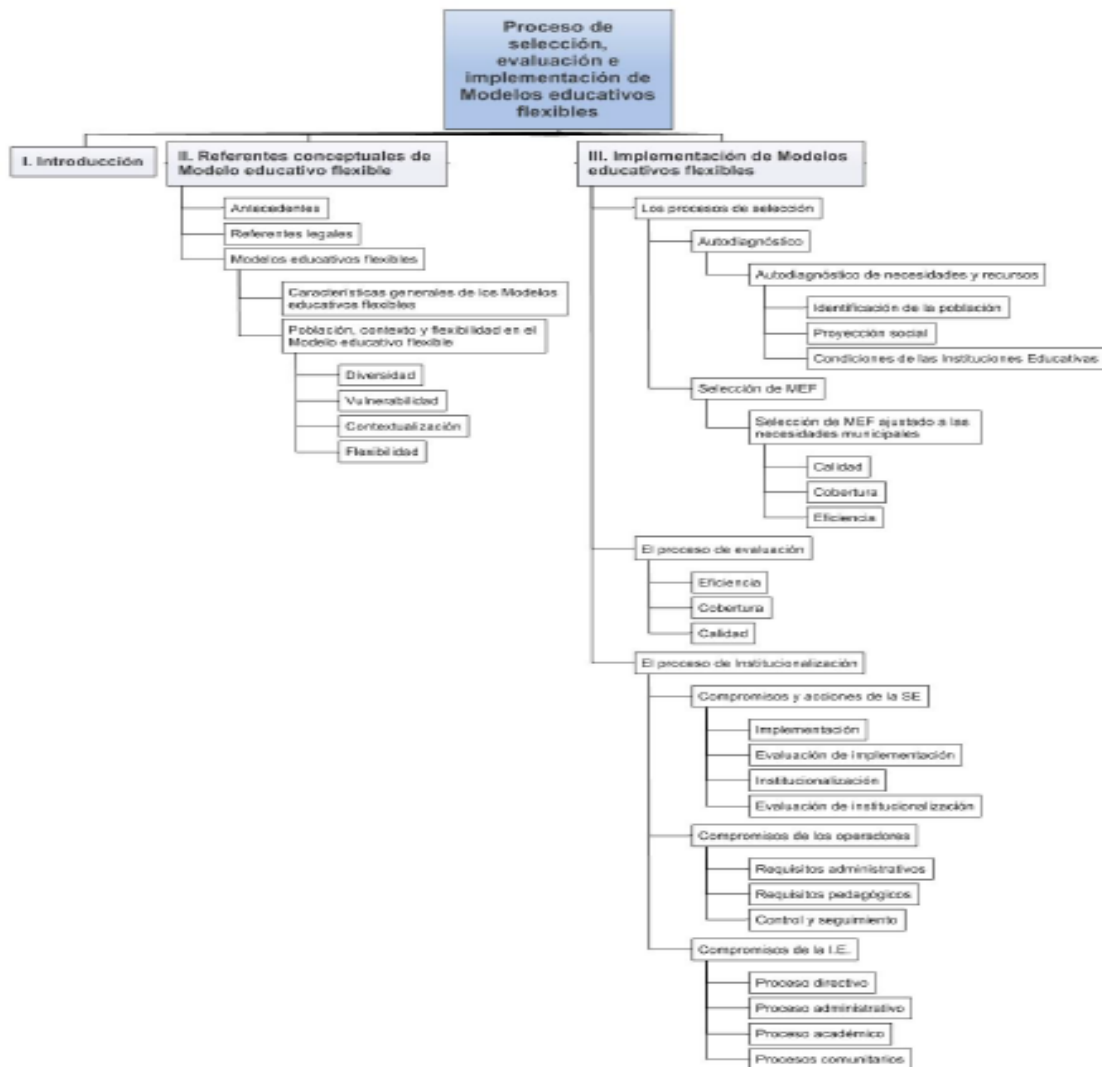 Proceso de
selección,
evaluación e
implementación de
Modelos educativos
flexibles
I. Introducción
II. Referentes conceptuales de
Modelo educativo flexible
Antecedentes
Referentes legales
Modelos educativos flexibles
Características generales de los Modelos
educativos flexibles
Población, contexto y flexibilidad en el
Modelo educativo flexible
Diversidad
Vulnerabilidad
Contextualización
Flexibilidad
III. Implementación de Modelos
educativos flexibles
Los procesos de selección
Autodiagnóstico
Autodiagnóstico de necesidades y recursos
Identificación de la población
Proyección social
Condiciones de las Instituciones Educativas
Selección de MEF
Selección de MEF ajustado a las
necesidades municipales
Calidad
Cobertura
Eficiencia
El proceso de evaluación
Eficiencia
Cobertura
Calidad
El proceso de Institucionalización
Compromisos y acciones de la SE
Implementación
Evaluación de implementación
Institucionalización
Evaluación de institucionalización
Compromisos de los operadores
Requisitos administrativos
Requisitos pedagógicos
Control y seguimiento
Compromisos de la I.E.
Proceso directivo
Proceso administrativo
Proceso académico
Procesos comunitarios